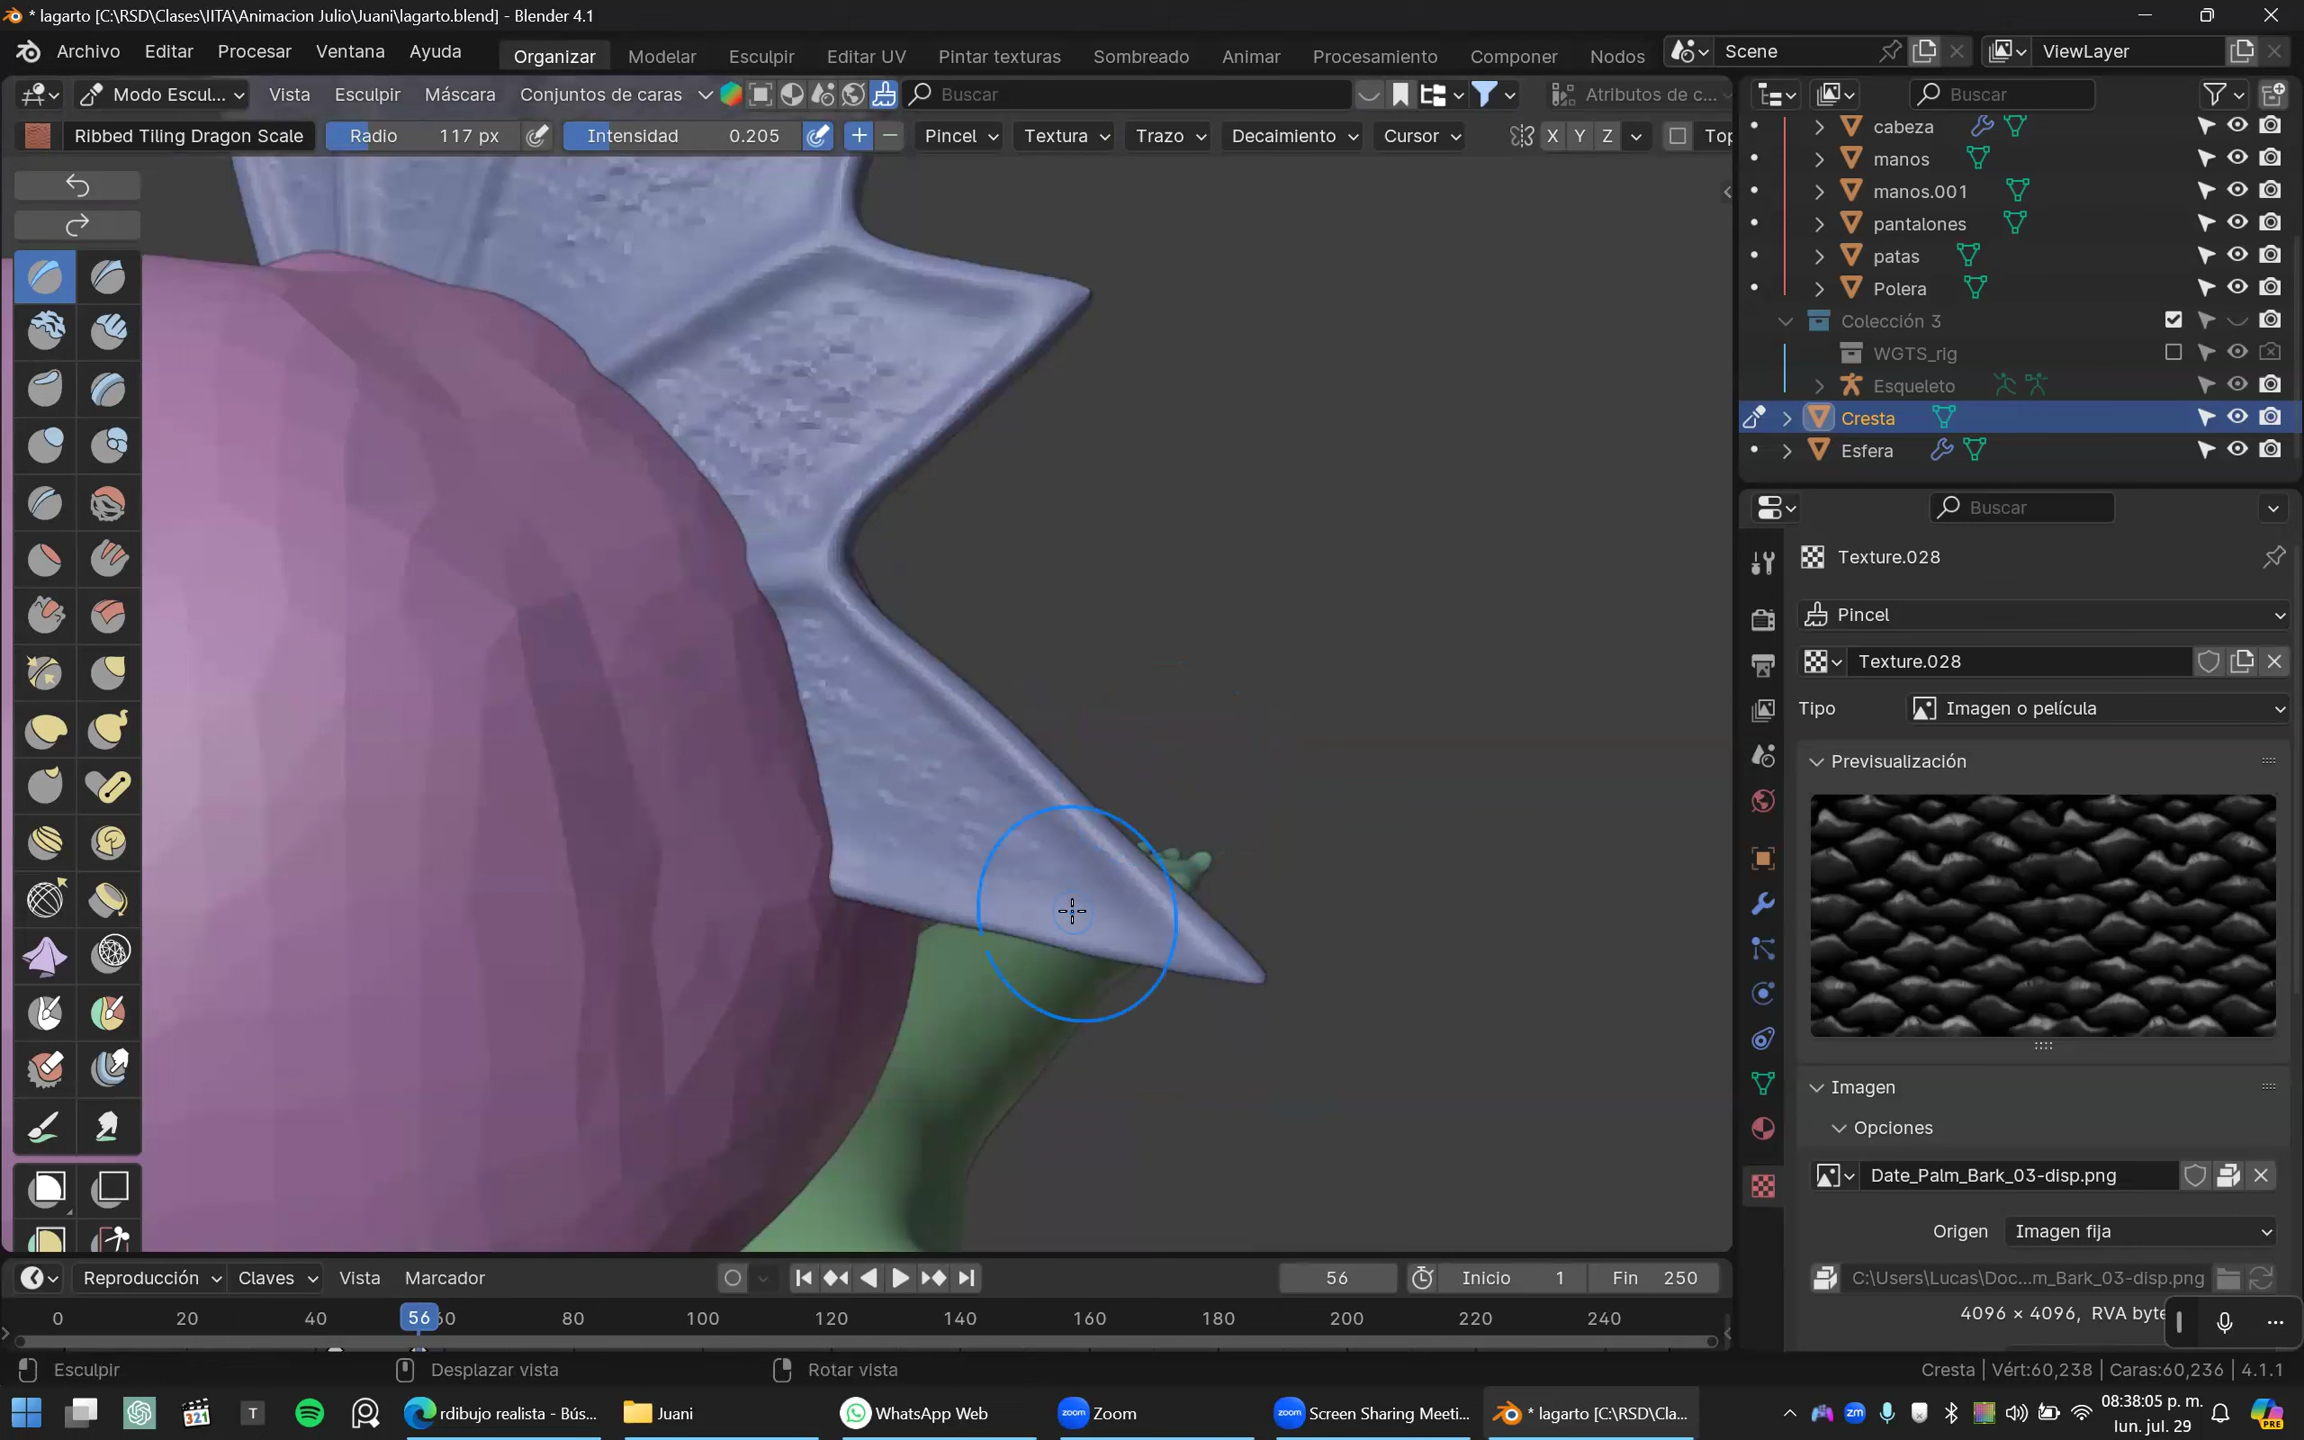 * lagarto [C:\RSD\Clases\IITA\Animacion Julio\Juani\lagarto.blend] - Blender 4.1
Archivo Editar Procesar Ventana Ayuda Organizar Modelar Esculpir Editar UV Pintar texturas Sombreado Animar Procesamiento Componer Nodos Scene ViewLayer
Modo Escul... Vista Esculpir Máscara Conjuntos de caras Buscar Atributos de c... Buscar
Ribbed Tiling Dragon Scale Radio 117 px Intensidad 0.205 Pincel Textura Trazo Decaimiento Cursor X Y Z Top
cabeza
manos
manos.001
pantalones
patas
Polera
Colección 3
WGTS_rig
Esqueleto
Cresta
Esfera
Buscar
Texture.028
Pincel
Texture.028
Tipo Imagen o película
Previsualización
Imagen
Opciones
Date_Palm_Bark_03-disp.png
Origen Imagen fija
C:\Users\Lucas\Doc...m_Bark_03-disp.png
4096 × 4096, RVA byte
Reproducción Claves Vista Marcador 56 Inicio 1 Fin 250
0 20 40 56 60 80 100 120 140 160 180 200 220 240
Esculpir Desplazar vista Rotar vista Cresta | Vért:60,238 | Caras:60,236 | 4.1.1
321 T rdibujo realista - Bús... Juani WhatsApp Web zoom Zoom zoom Screen Sharing Meeti... * lagarto [C:\RSD\Cla... zm 08:38:05 p. m.
lun. jul. 29
PRE